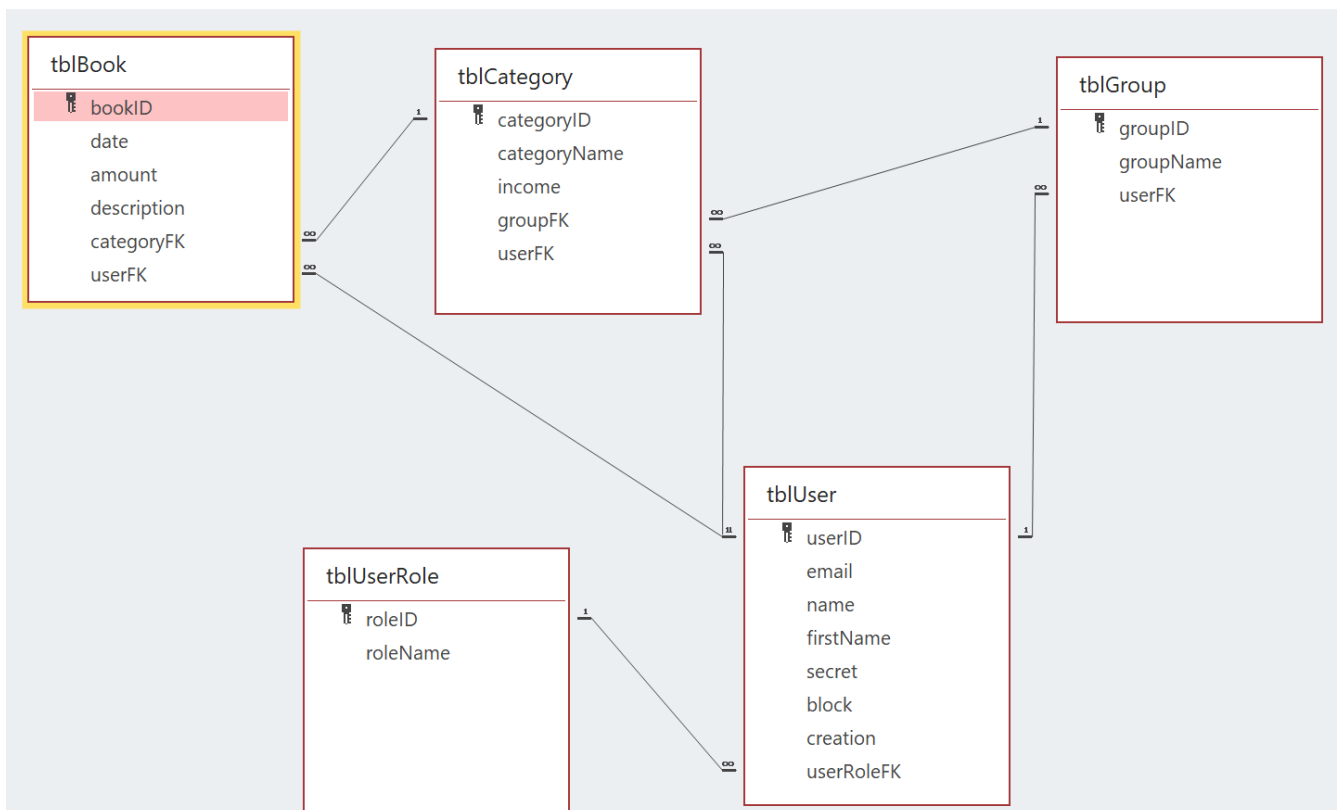 tblBook
bookID
date
amount
description
categoryFK
userFK
tblCategory
categoryID
categoryName
income
groupFK
userFK
tblGroup
groupID
groupName
userFK
tblUserRole
roleID
roleName
tblUser
userID
email
name
firstName
secret
block
creation
userRoleFK
1
∞
∞
1
∞
∞
1
∞
11
1
1
∞